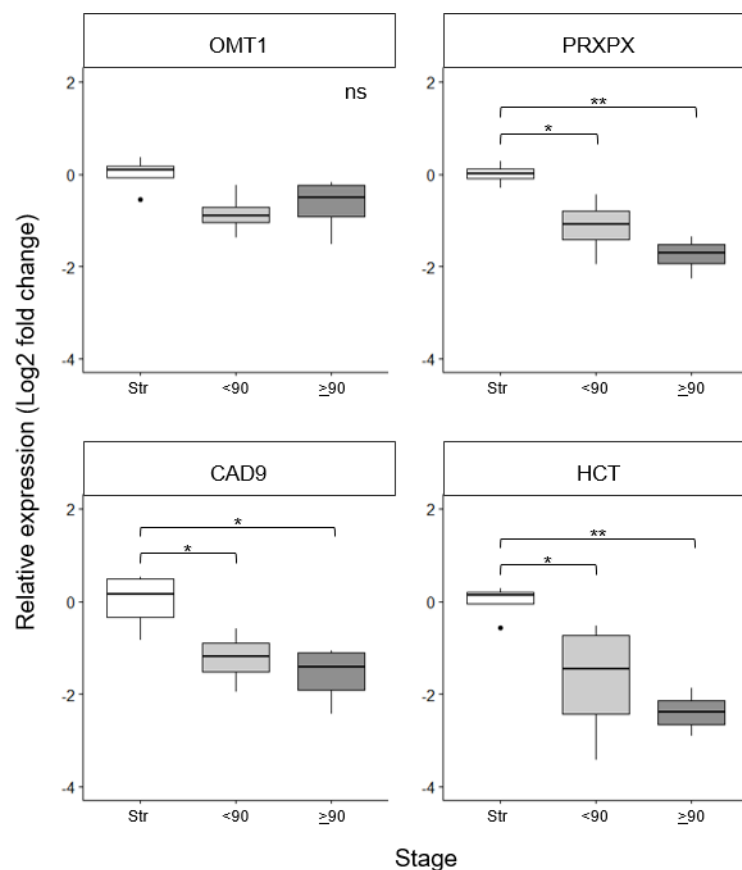 OMT1
PRXPX
2
0
-2
-4
ns
Str
<90
≥90
2
0
-2
-4
*
**
Str
<90
≥90
Relative expression (Log2 fold change)
CAD9
HCT
2
0
-2
-4
*
*
Str
<90
≥90
2
0
-2
-4
**
*
Str
<90
≥90
Stage